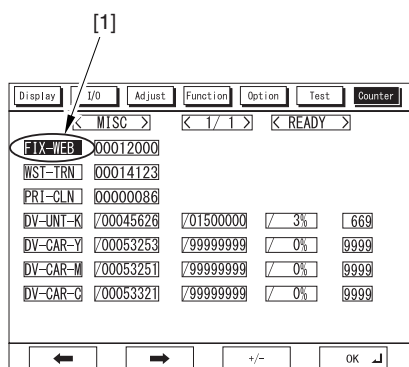 [1]
Display I/O Adjust Function Option Test Counter
< MISC > < 1/ 1 > < READY >
FIX-WEB 00012000
WST-TRN 00014123
PRI-CLN 00000086
DV-UNT-K /00045626 /01500000 / 3% 669
DV-CAR-Y /00053253 /99999999 / 0% 9999
DV-CAR-M /00053251 /99999999 / 0% 9999
DV-CAR-C /00053321 /99999999 / 0% 9999
+/- OK